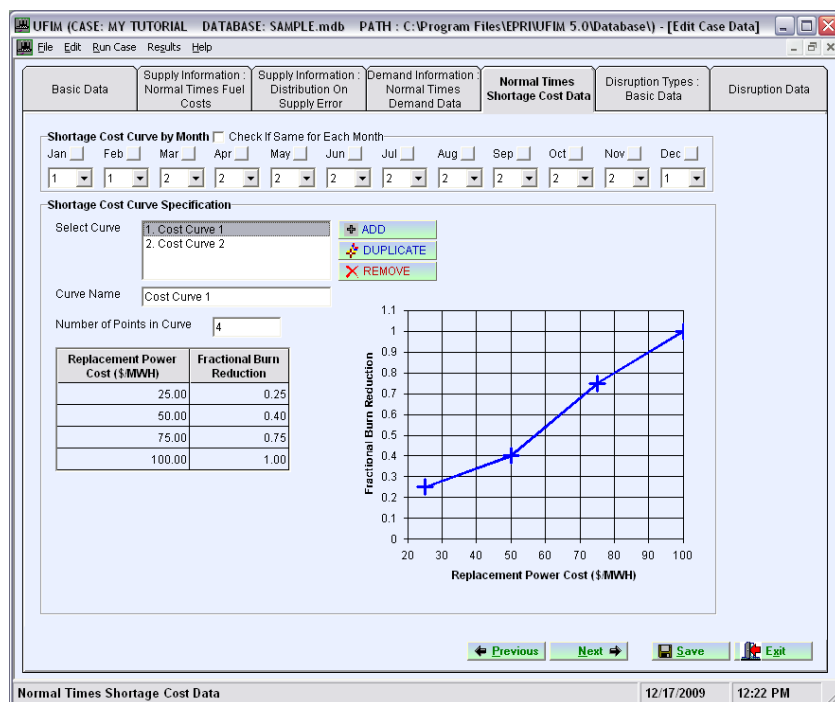 UFIM (CASE: MY TUTORIAL DATABASE: SAMPLE.mdb PATH : C:\Program Files\EPRI\UFIM 5.0\Database\) - [Edit Case Data]
File Edit Run Case Results Help
Basic Data
Supply Information :
Normal Times Fuel
Costs
Supply Information :
Distribution On
Supply Error
Demand Information :
Normal Times
Demand Data
Normal Times
Shortage Cost Data
Disruption Types :
Basic Data
Disruption Data
Shortage Cost Curve by Month Check If Same for Each Month
Jan Feb Mar Apr May Jun Jul Aug Sep Oct Nov Dec
1 1 2 2 2 2 2 2 2 2 2 1
Shortage Cost Curve Specification
Select Curve
1. Cost Curve 1
2. Cost Curve 2
ADD
DUPLICATE
REMOVE
Curve Name Cost Curve 1
Number of Points in Curve 4
Replacement Power
Cost ($/MWH)
Fractional Burn
Reduction
25.00 0.25
50.00 0.40
75.00 0.75
100.00 1.00
Fractional Burn Reduction
1.1
1
0.9
0.8
0.7
0.6
0.5
0.4
0.3
0.2
0.1
0
20 30 40 50 60 70 80 90 100
Replacement Power Cost ($/MWH)
Previous Next Save Exit
Normal Times Shortage Cost Data 12/17/2009 12:22 PM